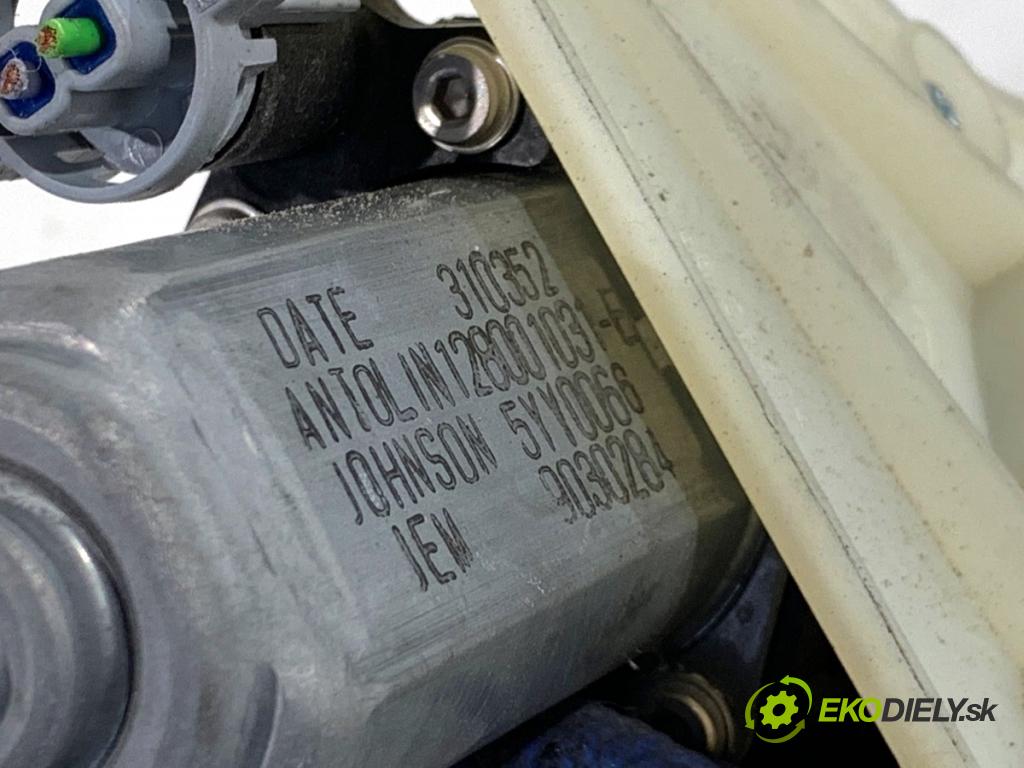 DATE 310352
ANTOLIN128001031-E
JOHNSON 5YY0066
JEM 9030284
EKODIELY.sk